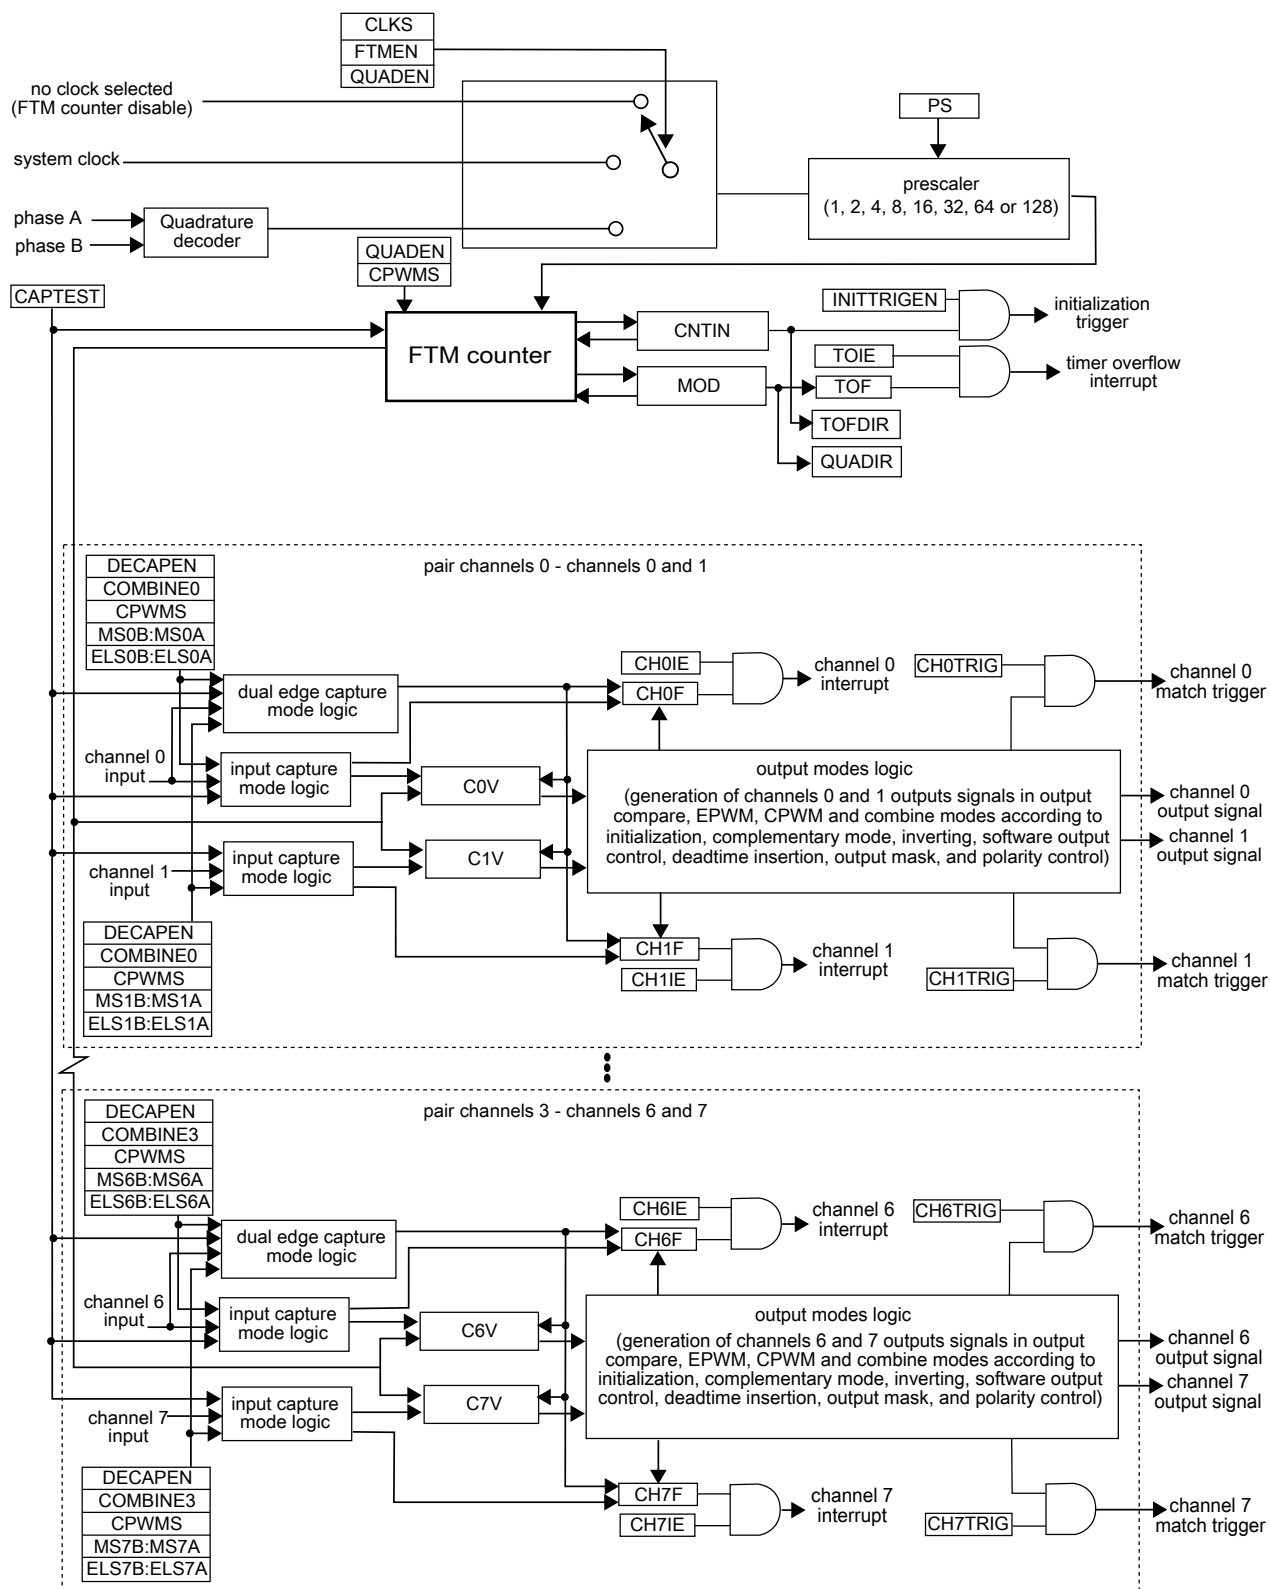 CLKS
FTMEN
QUADEN
no clock selected
(FTM counter disable)
PS
system clock
prescaler
(1, 2, 4, 8, 16, 32, 64 or 128)
phase A
phase B
Quadrature
decoder
QUADEN
CPWMS
CAPTEST
FTM counter
CNTIN
MOD
INITTRIGEN
initialization
trigger
TOIE
TOF
timer overflow
interrupt
TOFDIR
QUADIR
pair channels 0 - channels 0 and 1
DECAPEN
COMBINE0
CPWMS
MS0B:MS0A
ELS0B:ELS0A
dual edge capture
mode logic
CH0IE
CH0F
channel 0
interrupt
CH0TRIG
channel 0
match trigger
channel 0
input
input capture
mode logic
C0V
output modes logic
(generation of channels 0 and 1 outputs signals in output
compare, EPWM, CPWM and combine modes according to
initialization, complementary mode, inverting, software output
control, deadtime insertion, output mask, and polarity control)
channel 0
output signal
channel 1
output signal
channel 1
input
input capture
mode logic
C1V
DECAPEN
COMBINE0
CPWMS
MS1B:MS1A
ELS1B:ELS1A
CH1F
CH1IE
channel 1
interrupt
CH1TRIG
channel 1
match trigger
pair channels 3 - channels 6 and 7
DECAPEN
COMBINE3
CPWMS
MS6B:MS6A
ELS6B:ELS6A
dual edge capture
mode logic
CH6IE
CH6F
channel 6
interrupt
CH6TRIG
channel 6
match trigger
channel 6
input
input capture
mode logic
C6V
output modes logic
(generation of channels 6 and 7 outputs signals in output
compare, EPWM, CPWM and combine modes according to
initialization, complementary mode, inverting, software output
control, deadtime insertion, output mask, and polarity control)
channel 6
output signal
channel 7
output signal
channel 7
input
input capture
mode logic
C7V
DECAPEN
COMBINE3
CPWMS
MS7B:MS7A
ELS7B:ELS7A
CH7F
CH7IE
channel 7
interrupt
CH7TRIG
channel 7
match trigger